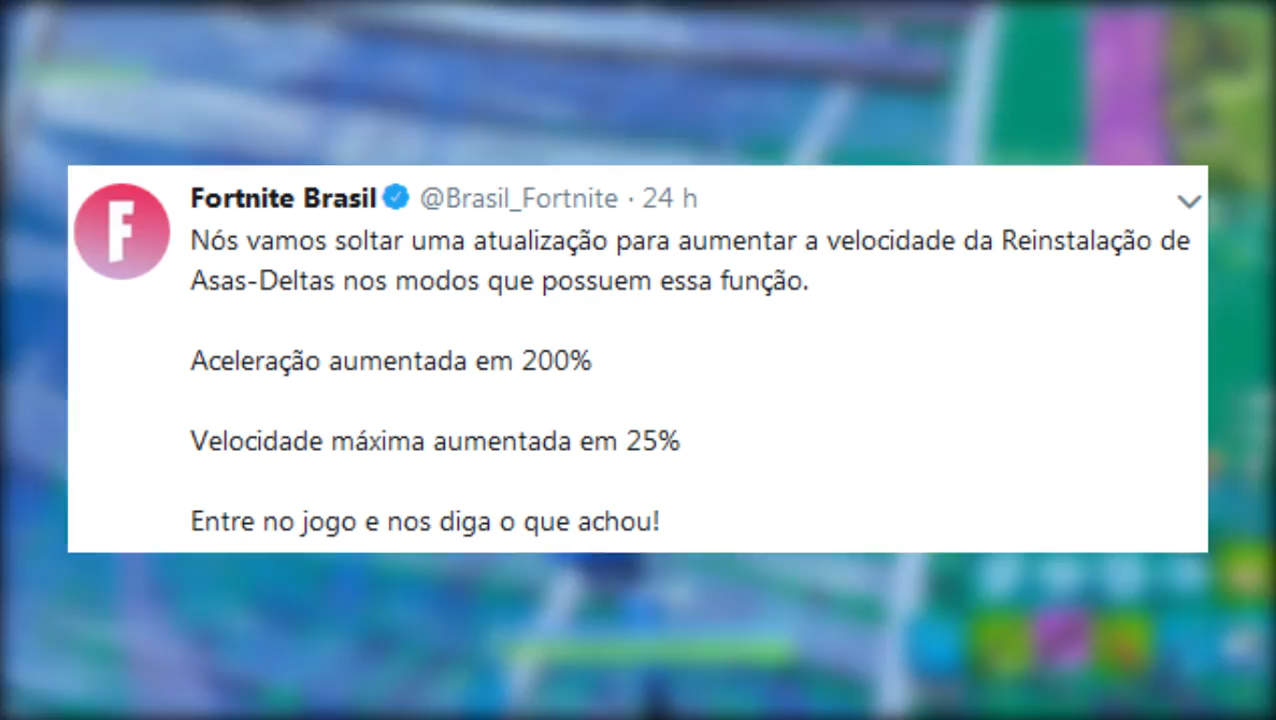 Fortnite Brasil @Brasil_Fortnite · 24 h
Nós vamos soltar uma atualização para aumentar a velocidade da Reinstalação de
Asas-Deltas nos modos que possuem essa função.
Aceleração aumentada em 200%
Velocidade máxima aumentada em 25%
Entre no jogo e nos diga o que achou!